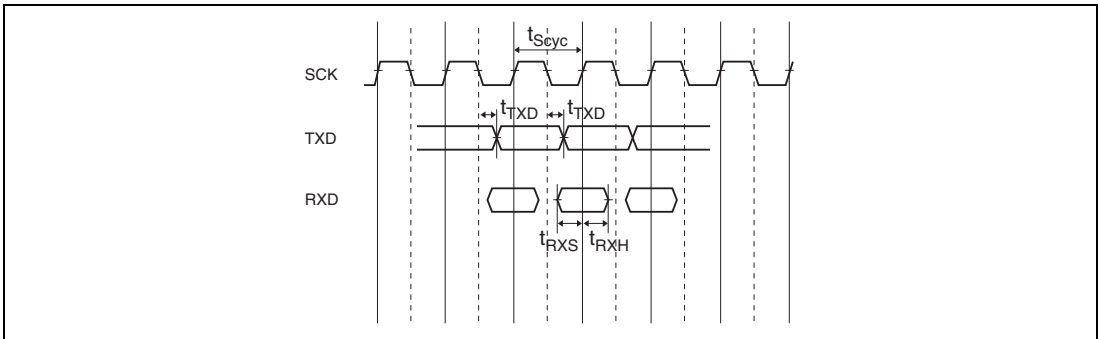 tScyc
SCK
tTXD tTXD
TXD
RXD
tRXS tRXH